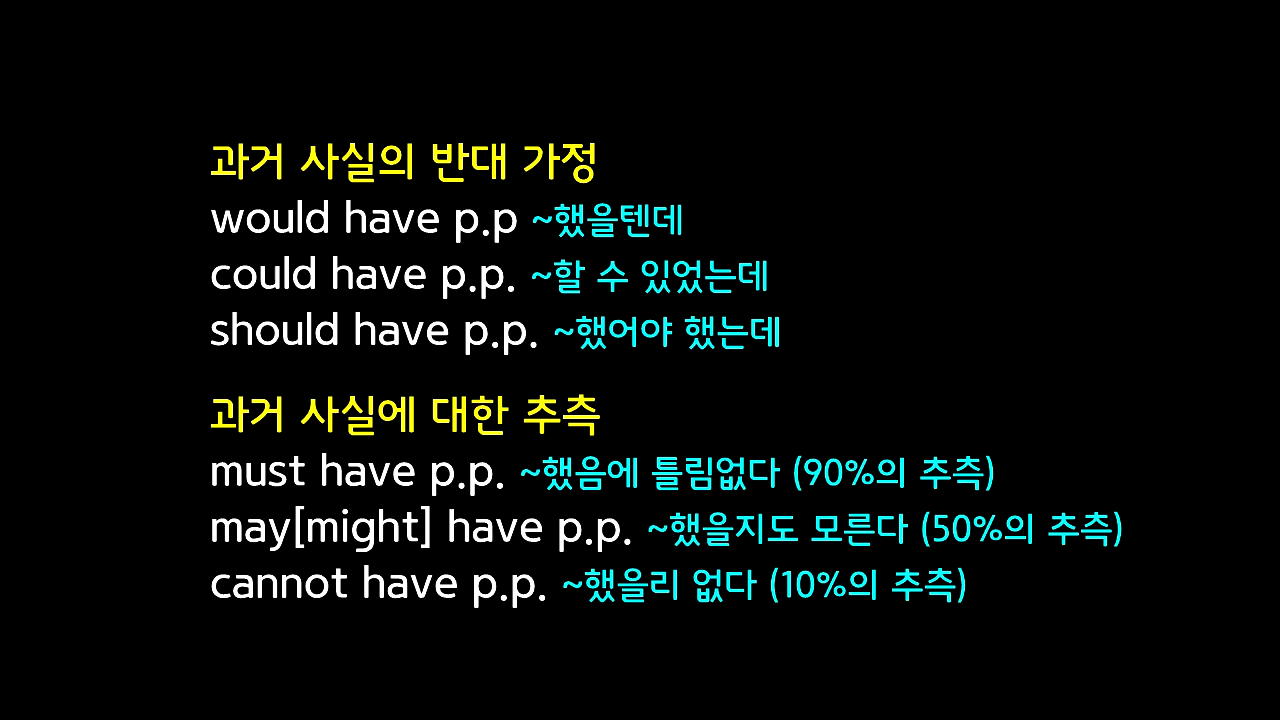 과거 사실의 반대 가정
would have p.p ~했을텐데
could have p.p. ~할 수 있었는데
should have p.p. ~했어야 했는데
과거 사실에 대한 추측
must have p.p. ~했음에 틀림없다 (90%의 추측)
may[might] have p.p. ~했을지도 모른다 (50%의 추측)
cannot have p.p. ~했을리 없다 (10%의 추측)